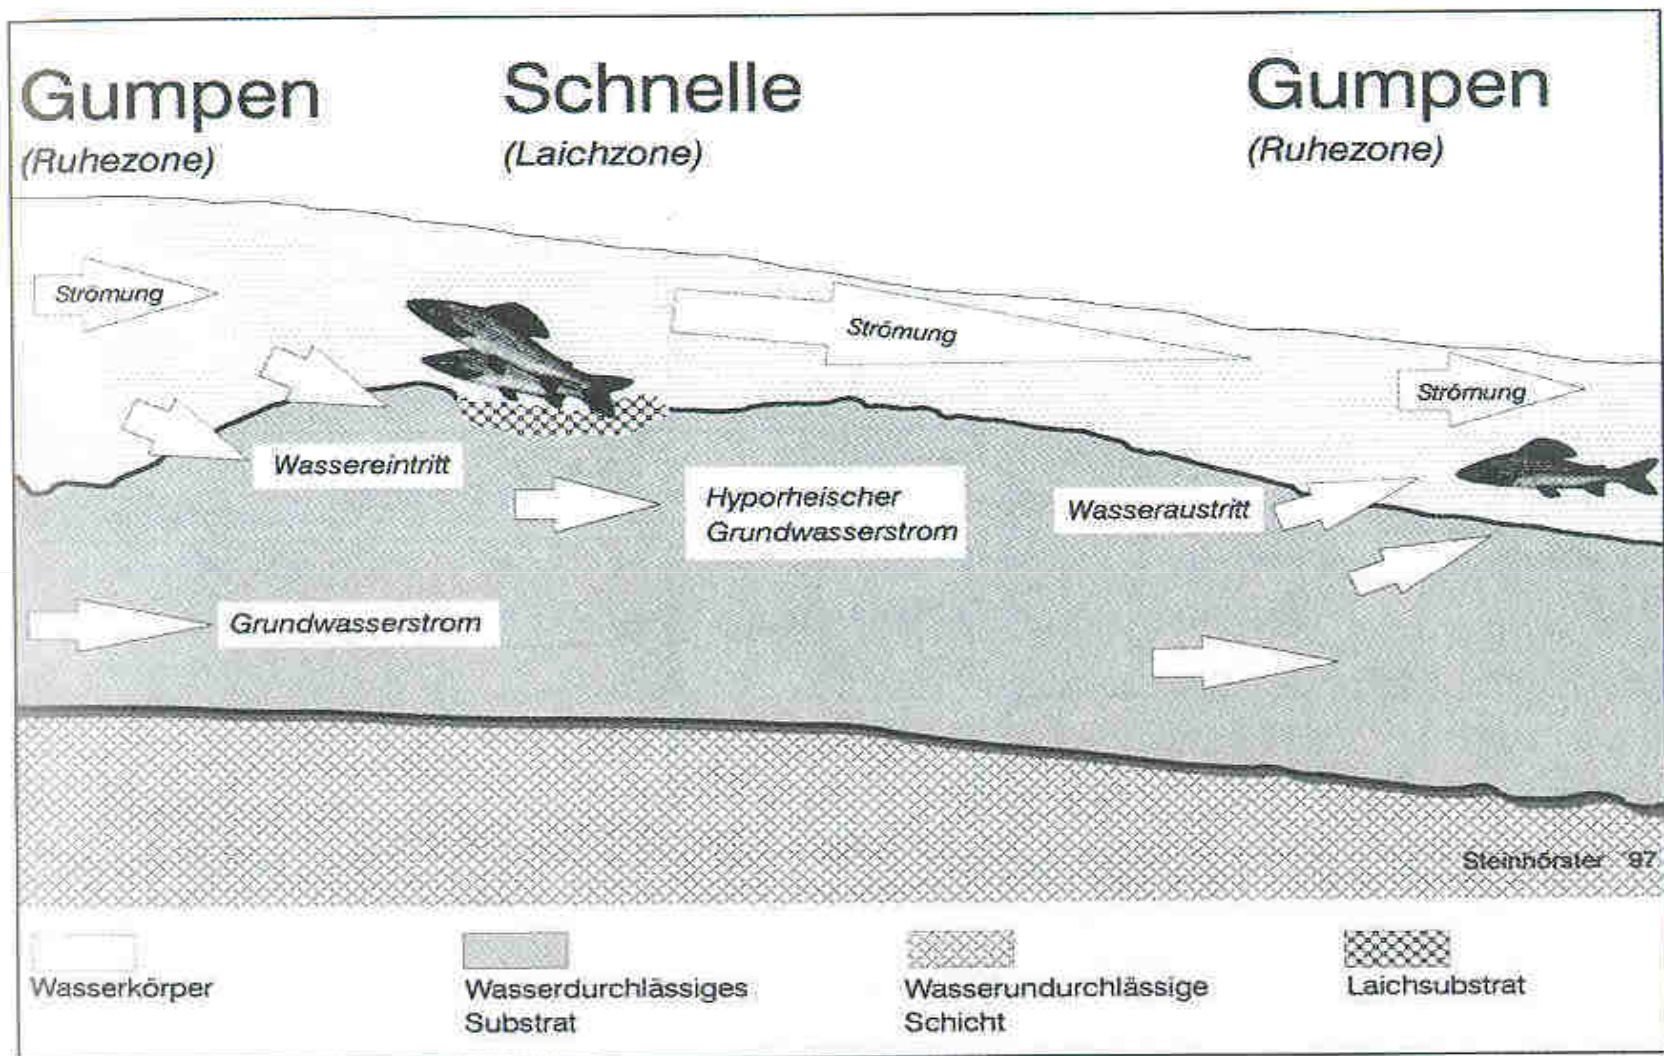 Gumpen
(Ruhezone)
Schnelle
(Laichzone)
Gumpen
(Ruhezone)
Strömung
Strömung
Strömung
Wassereintritt
Hyporheischer
Grundwasserstrom
Wasseraustritt
Grundwasserstrom
Steinhörster '97
Wasserkörper
Wasserdurchlässiges
Substrat
Wasserundurchlässige
Schicht
Laichsubstrat